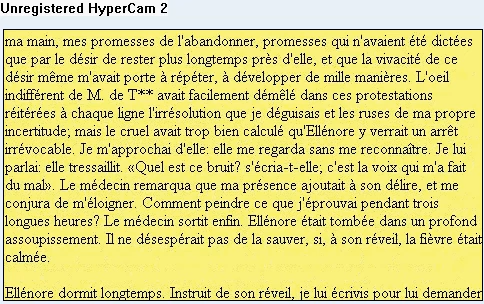 Unregistered HyperCam 2
ma main, mes promesses de l'abandonner, promesses qui n'avaient été dictées
que par le désir de rester plus longtemps près d'elle, et que la vivacité de ce
désir même m'avait porte à répéter, à développer de mille manières. L'oeil
indifférent de M. de T** avait facilement démêlé dans ces protestations
réitérées à chaque ligne l'irrésolution que je déguisais et les ruses de ma propre
incertitude; mais le cruel avait trop bien calculé qu'Ellénore y verrait un arrêt
irrévocable. Je m'approchai d'elle: elle me regarda sans me reconnaître. Je lui
parlai: elle tressaillit. «Quel est ce bruit? s'écria-t-elle; c'est la voix qui m'a fait
du mal». Le médecin remarqua que ma présence ajoutait à son délire, et me
conjura de m'éloigner. Comment peindre ce que j'éprouvai pendant trois
longues heures? Le médecin sortit enfin. Ellénore était tombée dans un profond
assoupissement. Il ne désespérait pas de la sauver, si, à son réveil, la fièvre était
calmée.
Ellénore dormit longtemps. Instruit de son réveil, je lui écrivis pour lui demander